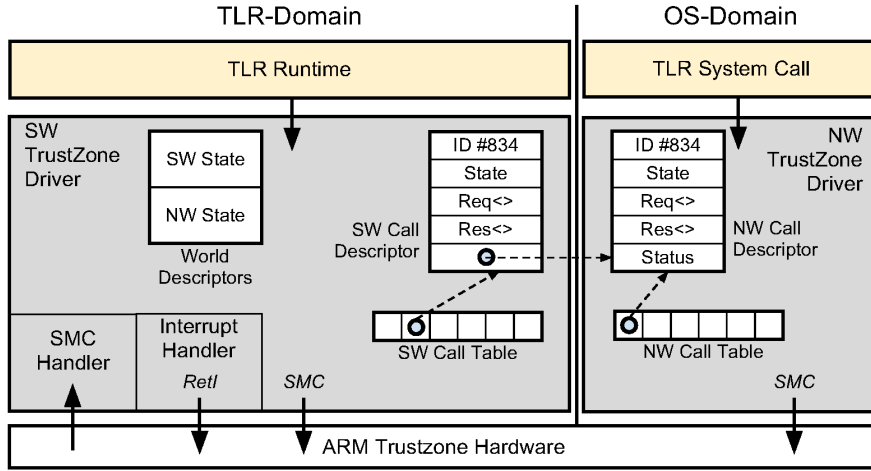 TLR-Domain
OS-Domain
TLR Runtime
TLR System Call
SW
TrustZone
Driver
SW State
NW State
World
Descriptors
ID #834
State
Req<>
Res<>
SW Call
Descriptor
ID #834
State
Req<>
Res<>
Status
NW
TrustZone
Driver
NW Call
Descriptor
SW Call Table
NW Call Table
SMC
Handler
Interrupt
Handler
RetI
SMC
SMC
ARM Trustzone Hardware